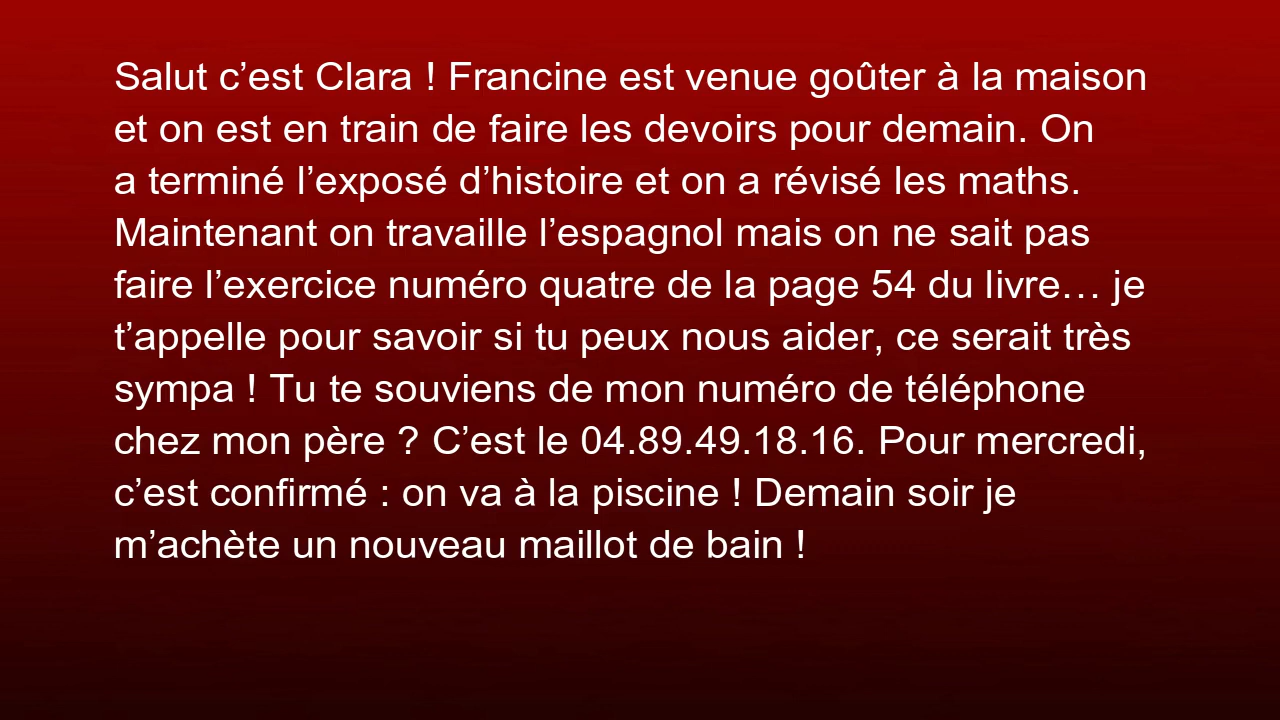 Salut c’est Clara ! Francine est venue goûter à la maison
et on est en train de faire les devoirs pour demain. On
a terminé l’exposé d’histoire et on a révisé les maths.
Maintenant on travaille l’espagnol mais on ne sait pas
faire l’exercice numéro quatre de la page 54 du livre… je
t’appelle pour savoir si tu peux nous aider, ce serait très
sympa ! Tu te souviens de mon numéro de téléphone
chez mon père ? C’est le 04.89.49.18.16. Pour mercredi,
c’est confirmé : on va à la piscine ! Demain soir je
m’achète un nouveau maillot de bain !